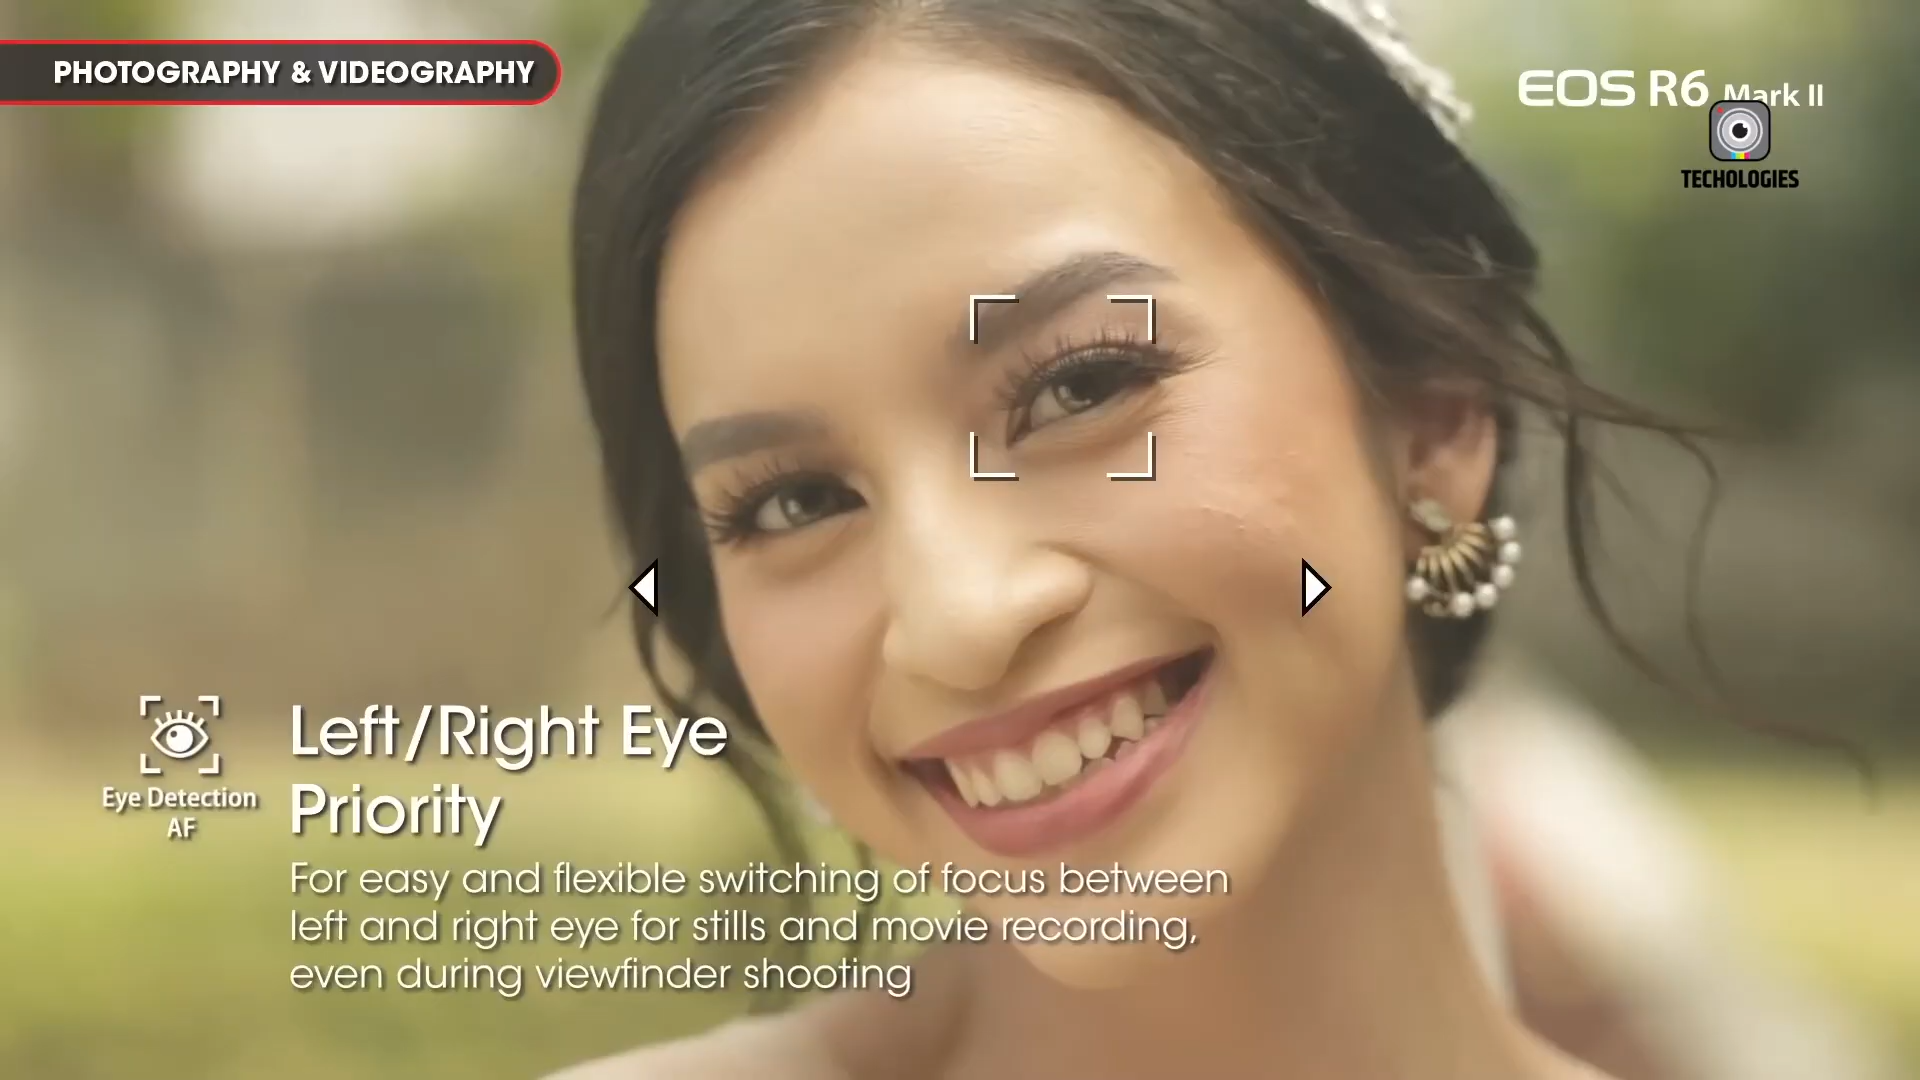 PHOTOGRAPHY & VIDEOGRAPHY
EOS R6 Mark II
TECHOLOGIES
Left/Right Eye
Priority
Eye Detection
AF
For easy and flexible switching of focus between
left and right eye for stills and movie recording,
even during viewfinder shooting